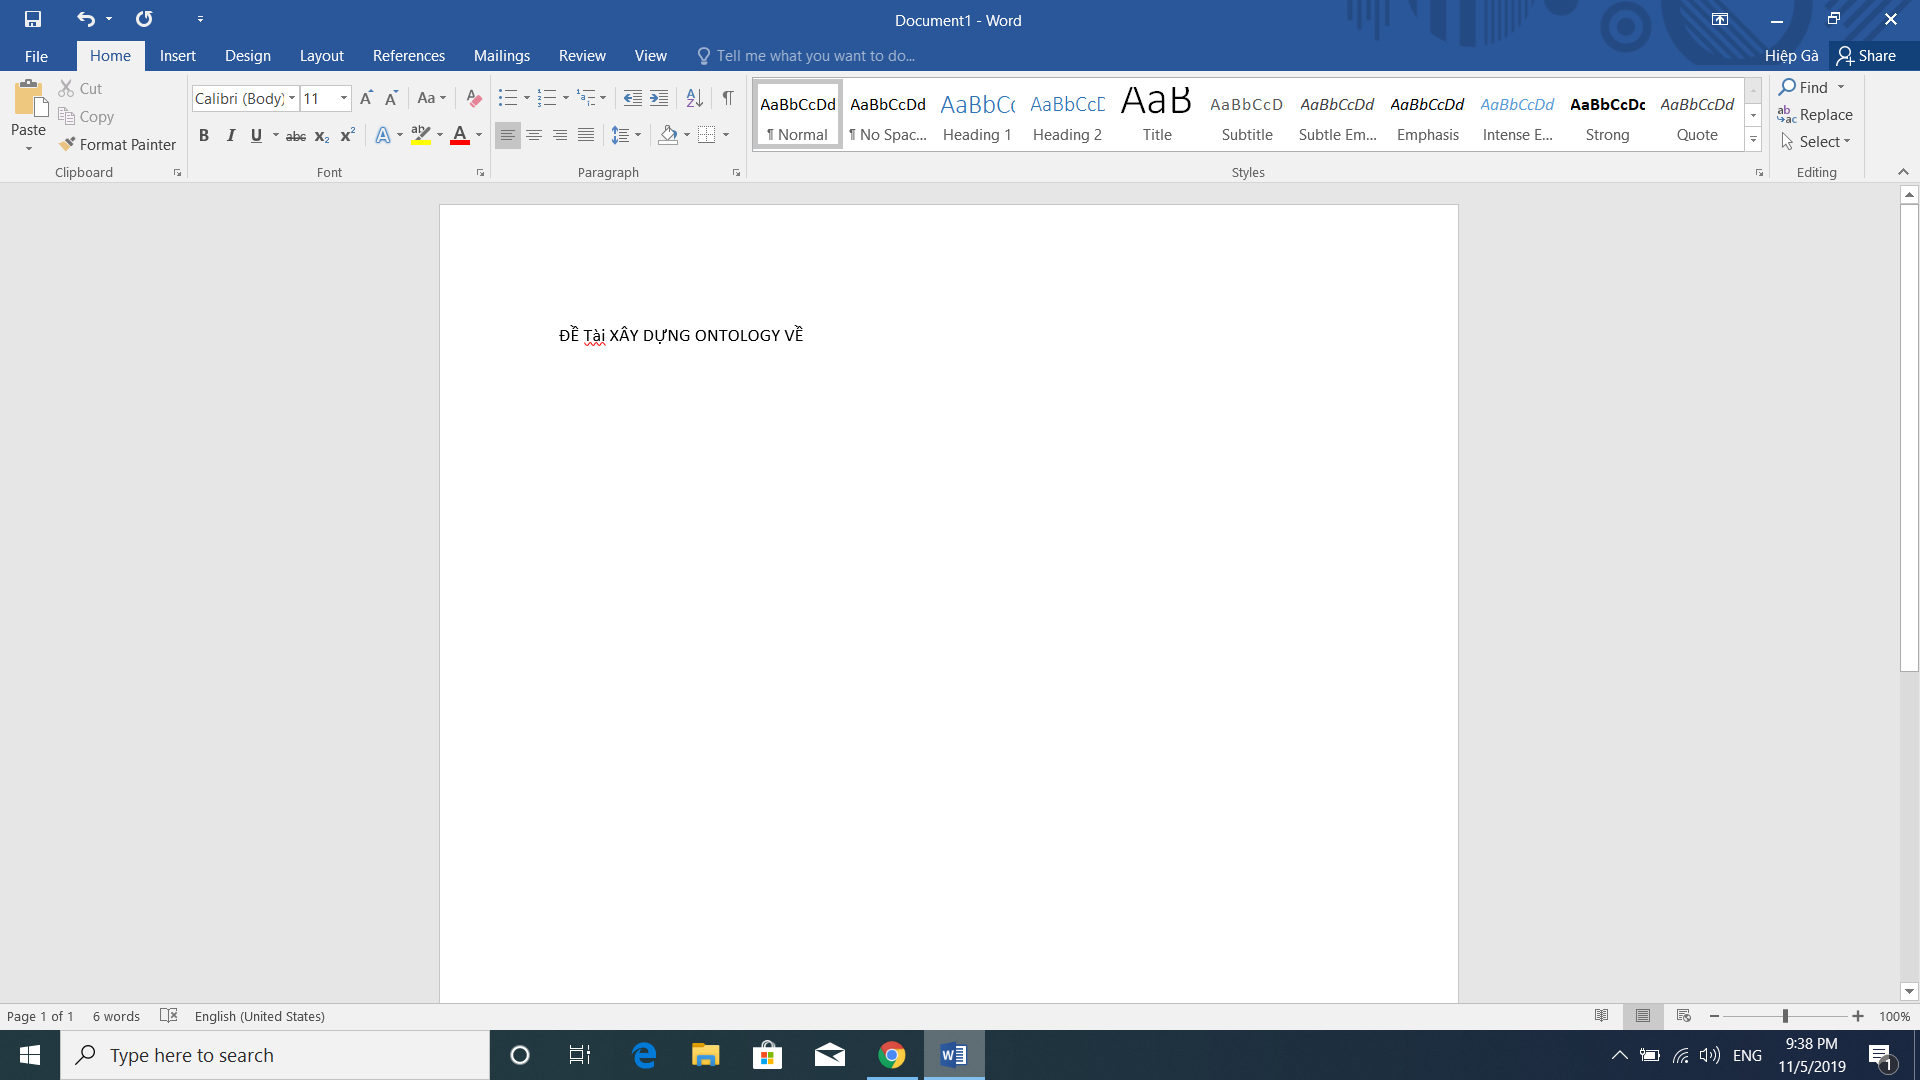 Document1 - Word
File Home Insert Design Layout References Mailings Review View Tell me what you want to do... Hiệp Gà Share
Paste Cut Copy Format Painter
Calibri (Body) 11
AaBbCcDd AaBbCcDd AaBbCc AaBbCcD AaB AaBbCcD AaBbCcDd AaBbCcDd AaBbCcDd AaBbCcDc AaBbCcDd
¶ Normal ¶ No Spac... Heading 1 Heading 2 Title Subtitle Subtle Em... Emphasis Intense E... Strong Quote
Find
Replace
Select
Clipboard Font Paragraph Styles Editing
ĐỀ Tài XÂY DỰNG ONTOLOGY VỀ
Page 1 of 1 6 words English (United States) 100%
Type here to search
ENG
9:38 PM
11/5/2019
1